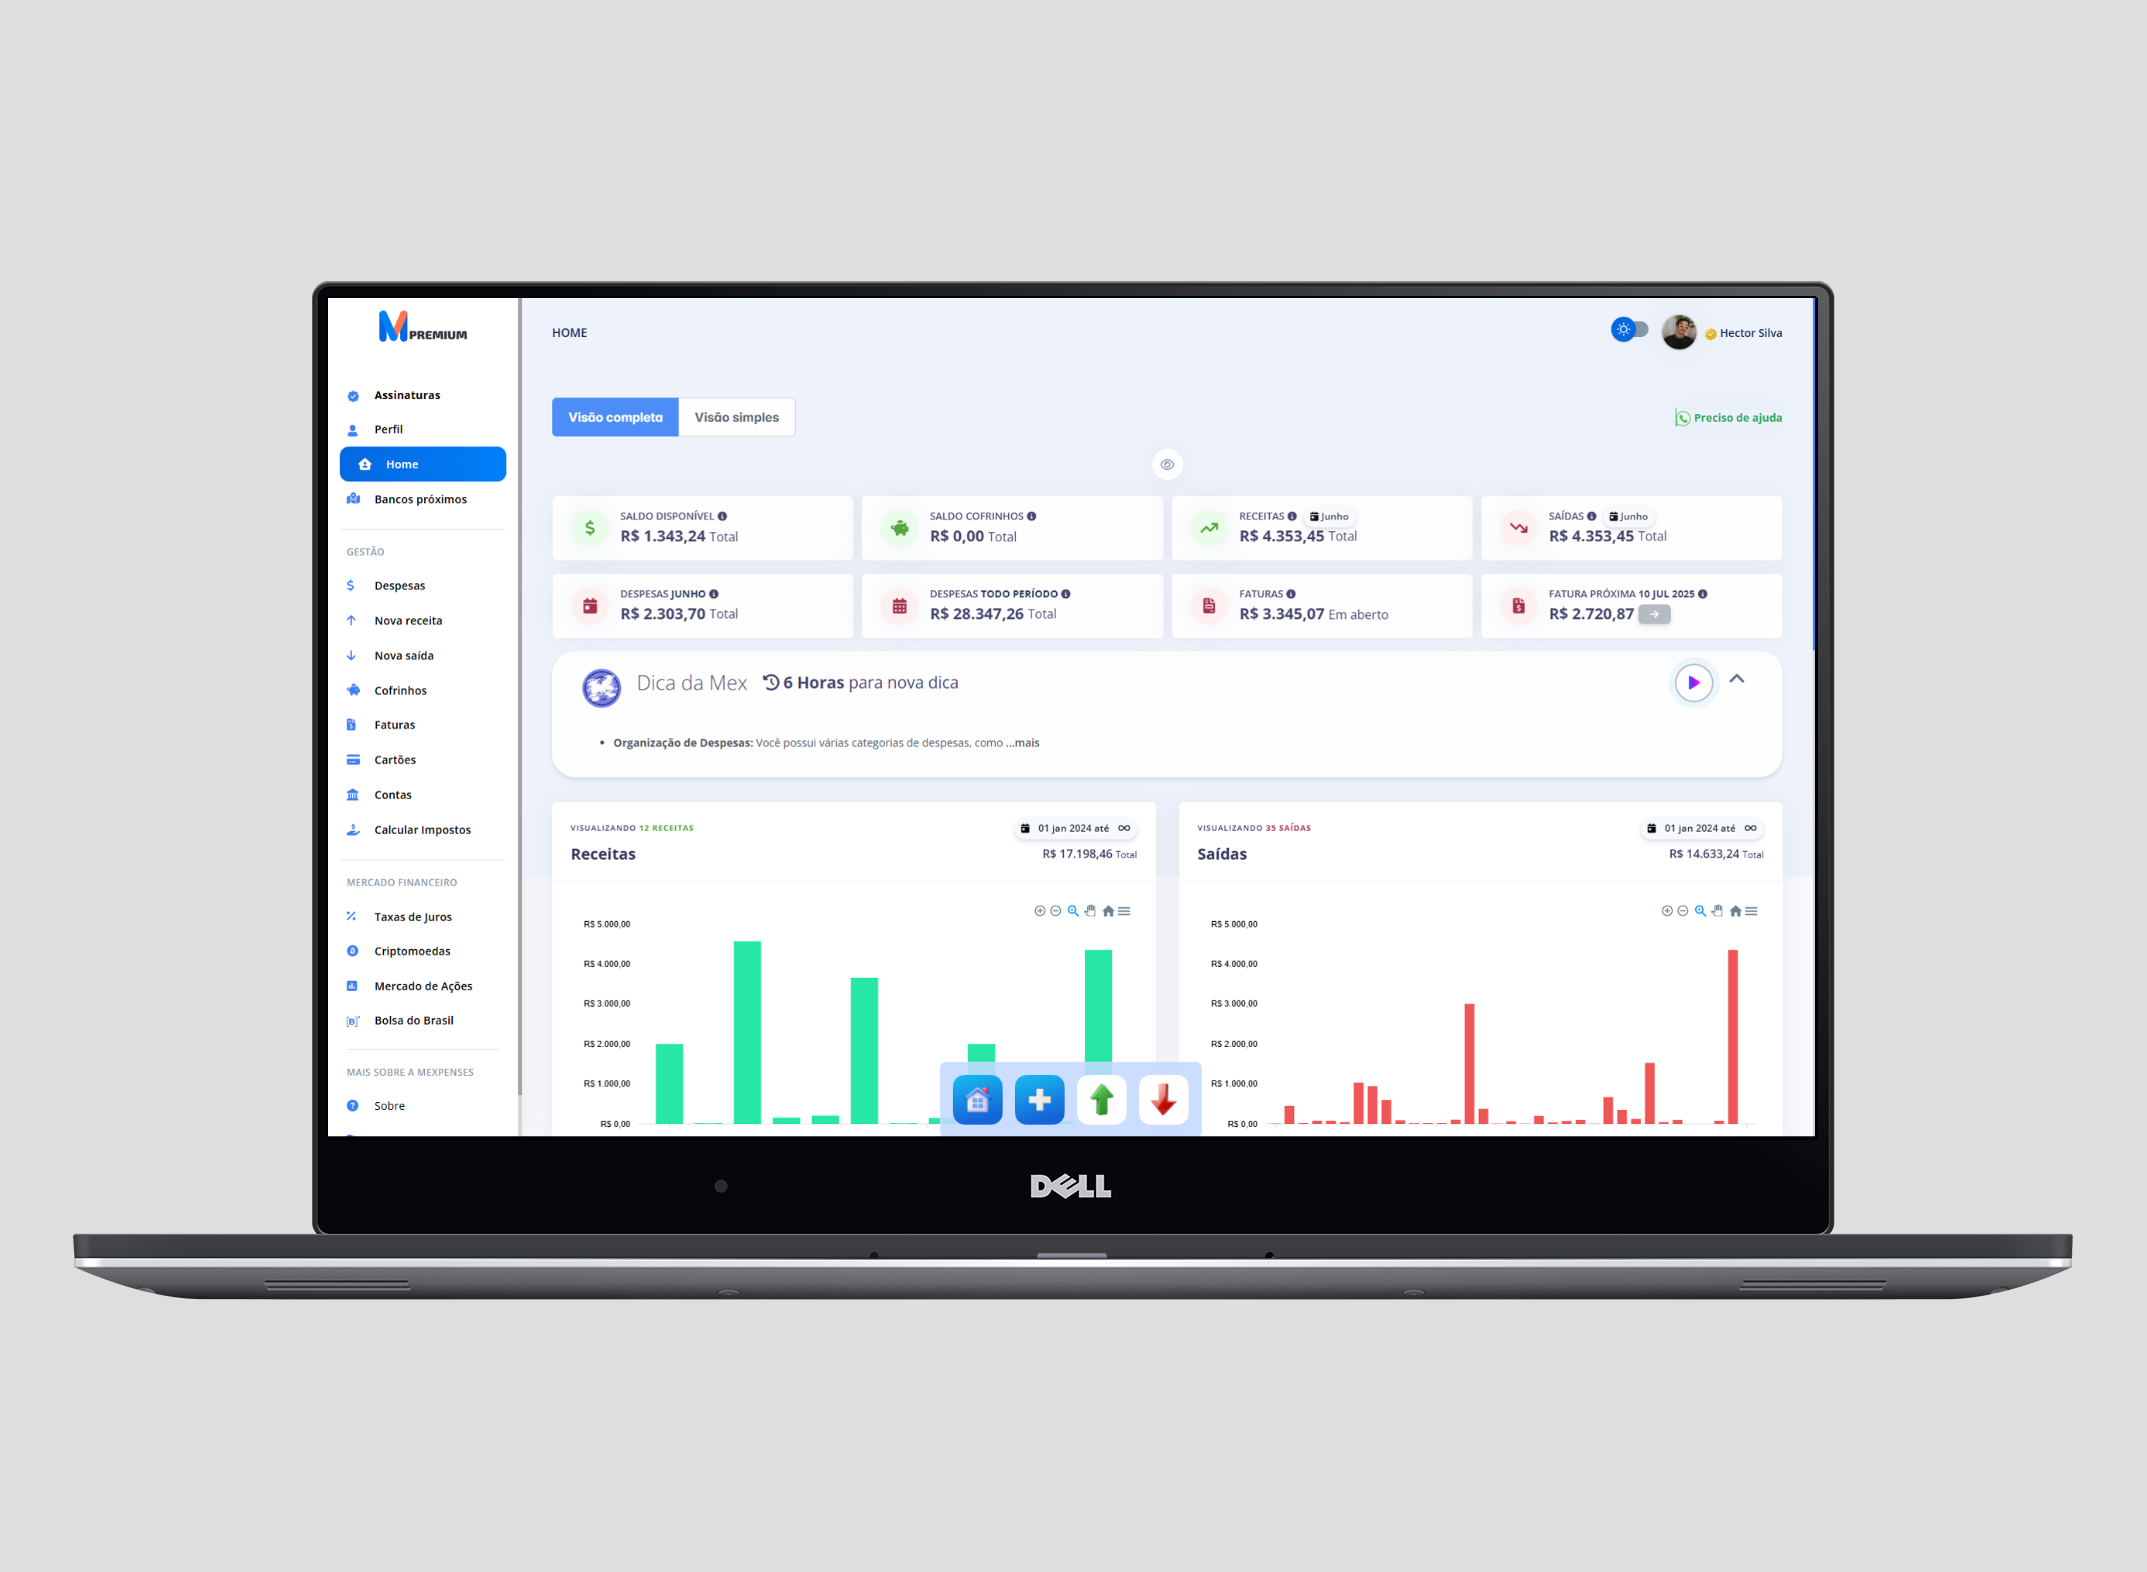 M PREMIUM
Assinaturas
Perfil
Home
Bancos próximos
GESTÃO
Despesas
Nova receita
Nova saída
Cofrinhos
Faturas
Cartões
Contas
Calcular Impostos
MERCADO FINANCEIRO
Taxas de Juros
Criptomoedas
Mercado de Ações
Bolsa do Brasil
MAIS SOBRE A MEXPENSES
Sobre
HOME
Hector Silva
Visão completa Visão simples
Preciso de ajuda
SALDO DISPONÍVEL
R$ 1.343,24 Total
SALDO COFRINHOS
R$ 0,00 Total
RECEITAS Junho
R$ 4.353,45 Total
SAÍDAS Junho
R$ 4.353,45 Total
DESPESAS JUNHO
R$ 2.303,70 Total
DESPESAS TODO PERÍODO
R$ 28.347,26 Total
FATURAS
R$ 3.345,07 Em aberto
FATURA PRÓXIMA 10 JUL 2025
R$ 2.720,87
Dica da Mex 6 Horas para nova dica
• Organização de Despesas: Você possui várias categorias de despesas, como ...mais
VISUALIZANDO 12 RECEITAS
01 jan 2024 até ∞
Receitas
R$ 17.198,46 Total
R$ 5.000,00
R$ 4.000,00
R$ 3.000,00
R$ 2.000,00
R$ 1.000,00
R$ 0,00
VISUALIZANDO 35 SAÍDAS
01 jan 2024 até ∞
Saídas
R$ 14.633,24 Total
R$ 5.000,00
R$ 4.000,00
R$ 3.000,00
R$ 2.000,00
R$ 1.000,00
R$ 0,00
DELL